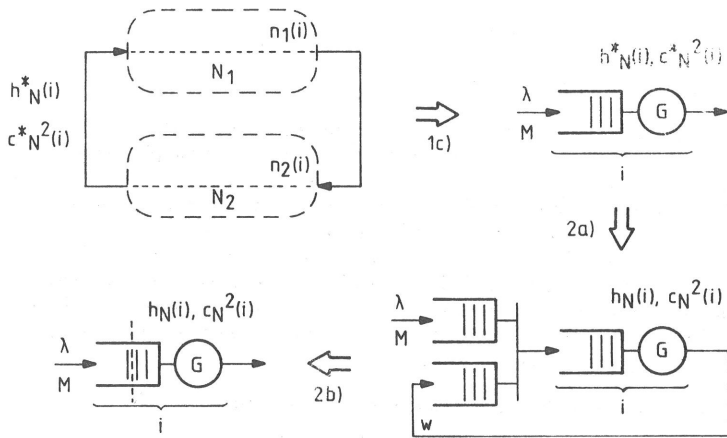 n₁(i)
N₁
h*N(i)
c*N²(i)
n₂(i)
N₂
1c)
h*N(i), c*N²(i)
λ
M
G
i
2a)
hN(i), cN²(i)
λ
M
G
i
2b)
hN(i), cN²(i)
λ
M
G
i
w